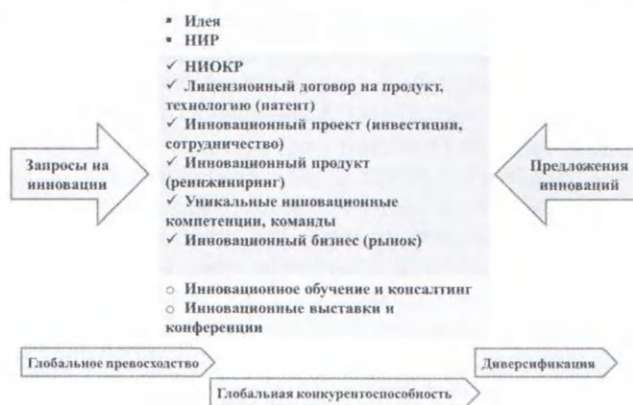 ▪ Идея
▪ НИР
✓ НИОКР
✓ Лицензионный договор на продукт,
технологию (патент)
✓ Инновационный проект (инвестиции,
сотрудничество)
✓ Инновационный продукт
(реинжиниринг)
✓ Уникальные инновационные
компетенции, команды
✓ Инновационный бизнес (рынок)
○ Инновационное обучение и консалтинг
○ Инновационные выставки и
конференции
Запросы на
инновации
Предложения
инноваций
Глобальное превосходство
Диверсификация
Глобальная конкурентоспособность